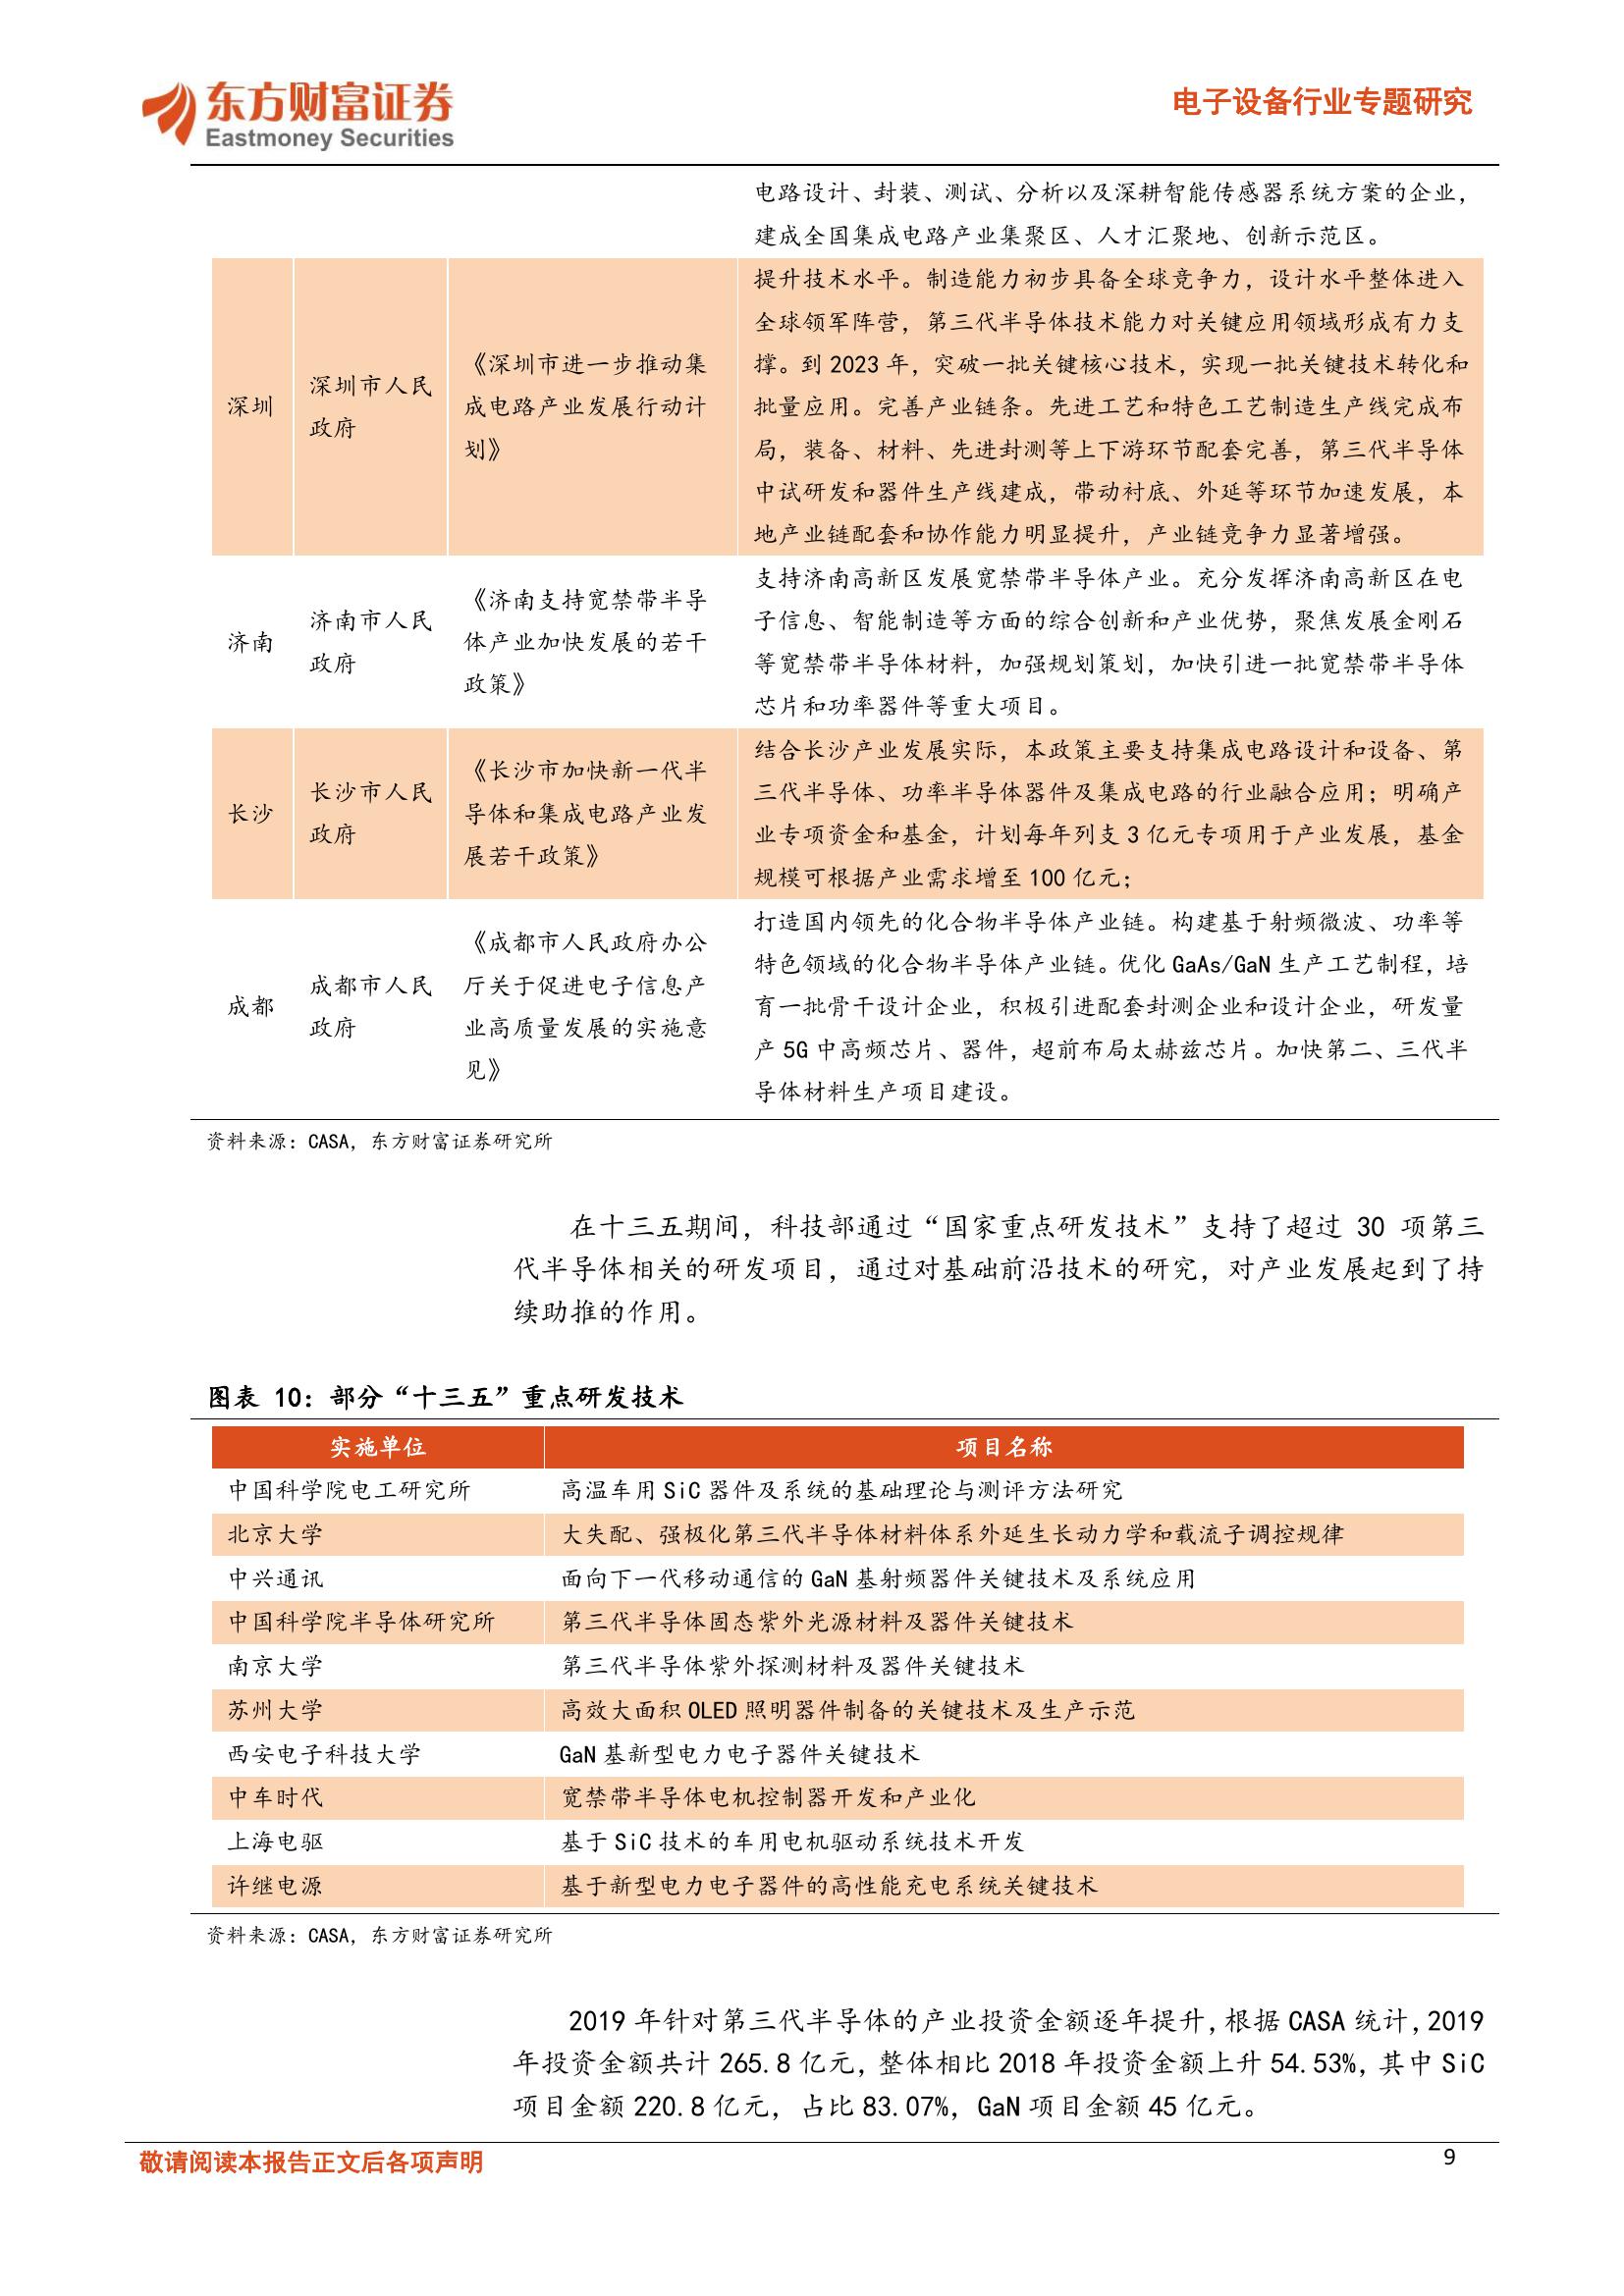 东方财富证券
Eastmoney Securities
电子设备行业专题研究
电路设计、封装、测试、分析以及深耕智能传感器系统方案的企业，
建成全国集成电路产业集聚区、人才汇聚地、创新示范区。
深圳
深圳市人民
政府
《深圳市进一步推动集
成电路产业发展行动计
划》
提升技术水平。制造能力初步具备全球竞争力，设计水平整体进入
全球领军阵营，第三代半导体技术能力对关键应用领域形成有力支
撑。到 2023 年，突破一批关键核心技术，实现一批关键技术转化和
批量应用。完善产业链条。先进工艺和特色工艺制造生产线完成布
局，装备、材料、先进封测等上下游环节配套完善，第三代半导体
中试研发和器件生产线建成，带动衬底、外延等环节加速发展，本
地产业链配套和协作能力明显提升，产业链竞争力显著增强。
济南
济南市人民
政府
《济南支持宽禁带半导
体产业加快发展的若干
政策》
支持济南高新区发展宽禁带半导体产业。充分发挥济南高新区在电
子信息、智能制造等方面的综合创新和产业优势，聚焦发展金刚石
等宽禁带半导体材料，加强规划策划，加快引进一批宽禁带半导体
芯片和功率器件等重大项目。
长沙
长沙市人民
政府
《长沙市加快新一代半
导体和集成电路产业发
展若干政策》
结合长沙产业发展实际，本政策主要支持集成电路设计和设备、第
三代半导体、功率半导体器件及集成电路的行业融合应用；明确产
业专项资金和基金，计划每年列支 3 亿元专项用于产业发展，基金
规模可根据产业需求增至 100 亿元；
成都
成都市人民
政府
《成都市人民政府办公
厅关于促进电子信息产
业高质量发展的实施意
见》
打造国内领先的化合物半导体产业链。构建基于射频微波、功率等
特色领域的化合物半导体产业链。优化 GaAs/GaN 生产工艺制程，培
育一批骨干设计企业，积极引进配套封测企业和设计企业，研发量
产 5G 中高频芯片、器件，超前布局太赫兹芯片。加快第二、三代半
导体材料生产项目建设。
资料来源：CASA，东方财富证券研究所
在十三五期间，科技部通过“国家重点研发技术”支持了超过 30 项第三
代半导体相关的研发项目，通过对基础前沿技术的研究，对产业发展起到了持
续助推的作用。
图表 10：部分“十三五”重点研发技术
实施单位 项目名称
中国科学院电工研究所 高温车用 SiC 器件及系统的基础理论与测评方法研究
北京大学 大失配、强极化第三代半导体材料体系外延生长动力学和载流子调控规律
中兴通讯 面向下一代移动通信的 GaN 基射频器件关键技术及系统应用
中国科学院半导体研究所 第三代半导体固态紫外光源材料及器件关键技术
南京大学 第三代半导体紫外探测材料及器件关键技术
苏州大学 高效大面积 OLED 照明器件制备的关键技术及生产示范
西安电子科技大学 GaN 基新型电力电子器件关键技术
中车时代 宽禁带半导体电机控制器开发和产业化
上海电驱 基于 SiC 技术的车用电机驱动系统技术开发
许继电源 基于新型电力电子器件的高性能充电系统关键技术
资料来源：CASA，东方财富证券研究所
2019 年针对第三代半导体的产业投资金额逐年提升，根据 CASA 统计，2019
年投资金额共计 265.8 亿元，整体相比 2018 年投资金额上升 54.53%，其中 SiC
项目金额 220.8 亿元，占比 83.07%，GaN 项目金额 45 亿元。
敬请阅读本报告正文后各项声明
9